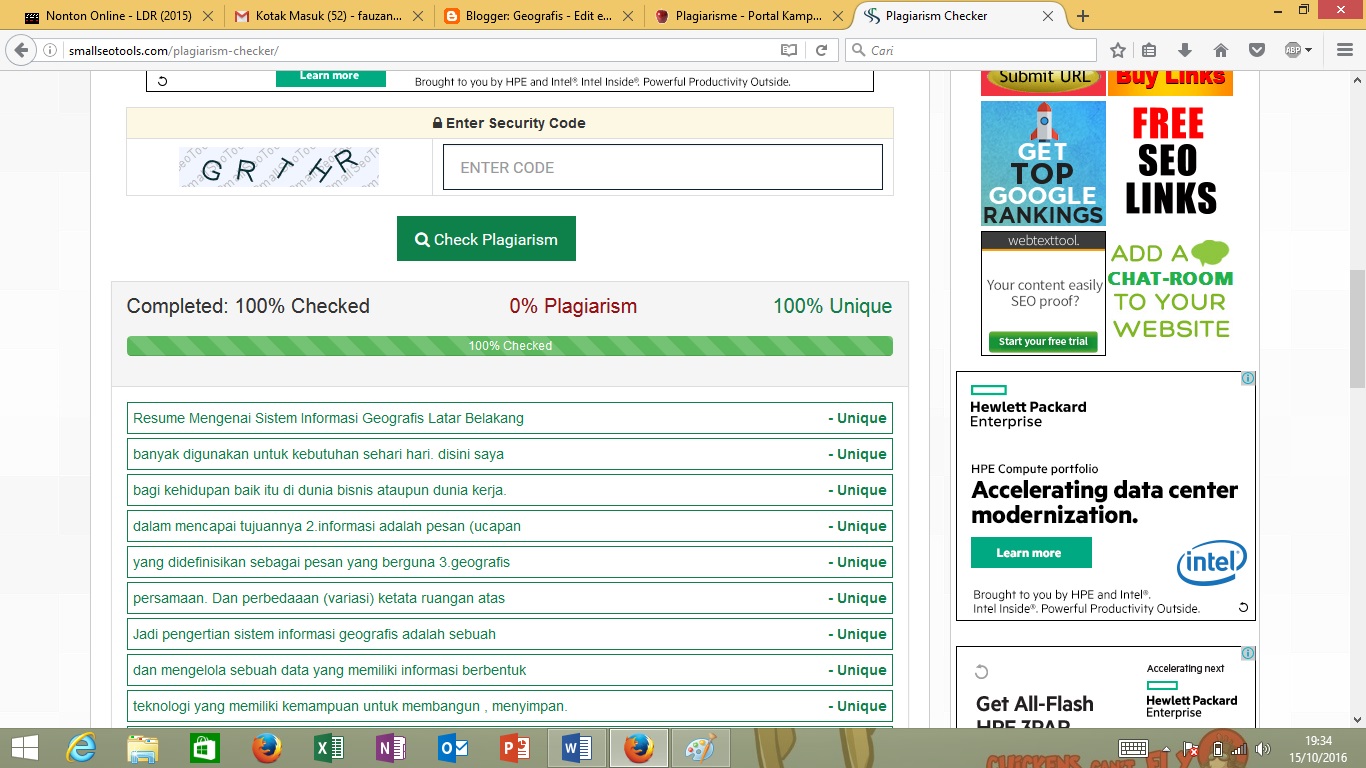 Nonton Online - LDR (2015)
Kotak Masuk (52) - fauzan...
Blogger: Geografis - Edit e...
Plagiarisme - Portal Kamp...
Plagiarism Checker
smallseotools.com/plagiarism-checker/
Cari
ABP
Learn more
Brought to you by HPE and Intel®. Intel Inside®. Powerful Productivity Outside.
Enter Security Code
GRTHR
ENTER CODE
Check Plagiarism
Completed: 100% Checked
0% Plagiarism
100% Unique
100% Checked
Resume Mengenai Sistem Informasi Geografis Latar Belakang - Unique
banyak digunakan untuk kebutuhan sehari hari. disini saya - Unique
bagi kehidupan baik itu di dunia bisnis ataupun dunia kerja. - Unique
dalam mencapai tujuannya 2.informasi adalah pesan (ucapan - Unique
yang didefinisikan sebagai pesan yang berguna 3.geografis - Unique
persamaan. Dan perbedaaan (variasi) ketata ruangan atas - Unique
Jadi pengertian sistem informasi geografis adalah sebuah - Unique
dan mengelola sebuah data yang memiliki informasi berbentuk - Unique
teknologi yang memiliki kemampuan untuk membangun , menyimpan. - Unique
Submit URL
Buy Links
GET
TOP
GOOGLE
RANKINGS
FREE
SEO
LINKS
webtexttool.
Your content easily
SEO proof?
Start your free trial
ADD A
CHAT-ROOM
TO YOUR
WEBSITE
Hewlett Packard
Enterprise
HPE Compute portfolio
Accelerating data center
modernization.
Learn more
intel
Brought to you by HPE and Intel®.
Intel Inside®. Powerful Productivity Outside.
Accelerating next
Hewlett Packard
Enterprise
Get All-Flash
HPE 3PAR
CHICKENS CAN'T FLY
19:34
15/10/2016